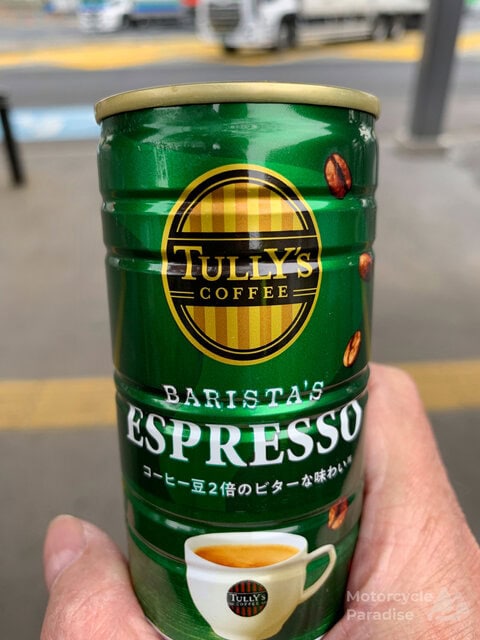 TULLY'S
COFFEE
BARISTA'S
ESPRESSO
コーヒー豆2倍のビターな味わい※
TULLY'S
COFFEE
Motorcycle
Paradise